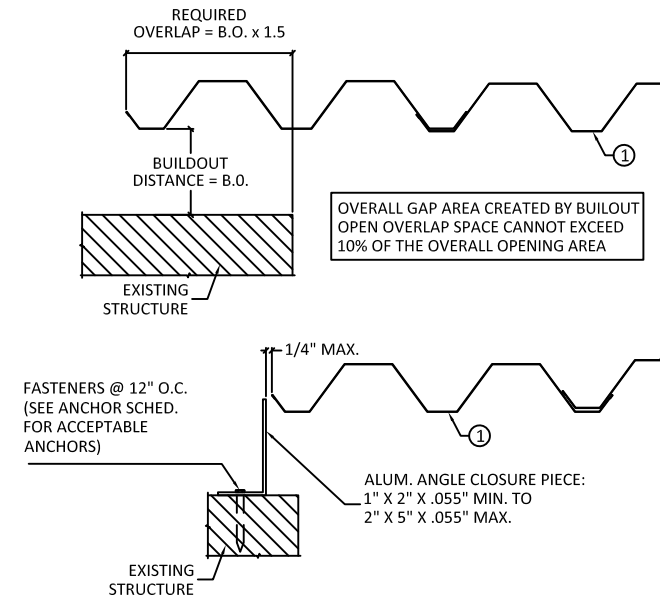 REQUIRED
OVERLAP = B.O. x 1.5
BUILDOUT
DISTANCE = B.0.
1
OVERALL GAP AREA CREATED BY BUILOUT
OPEN OVERLAP SPACE CANNOT EXCEED
10% OF THE OVERALL OPENING AREA
EXISTING
STRUCTURE
1/4" MAX.
FASTENERS @ 12" O.C.
(SEE ANCHOR SCHED.
FOR ACCEPTABLE
ANCHORS)
1
ALUM. ANGLE CLOSURE PIECE:
1" X 2" X .055" MIN. TO
2" X 5" X .055" MAX.
EXISTING
STRUCTURE